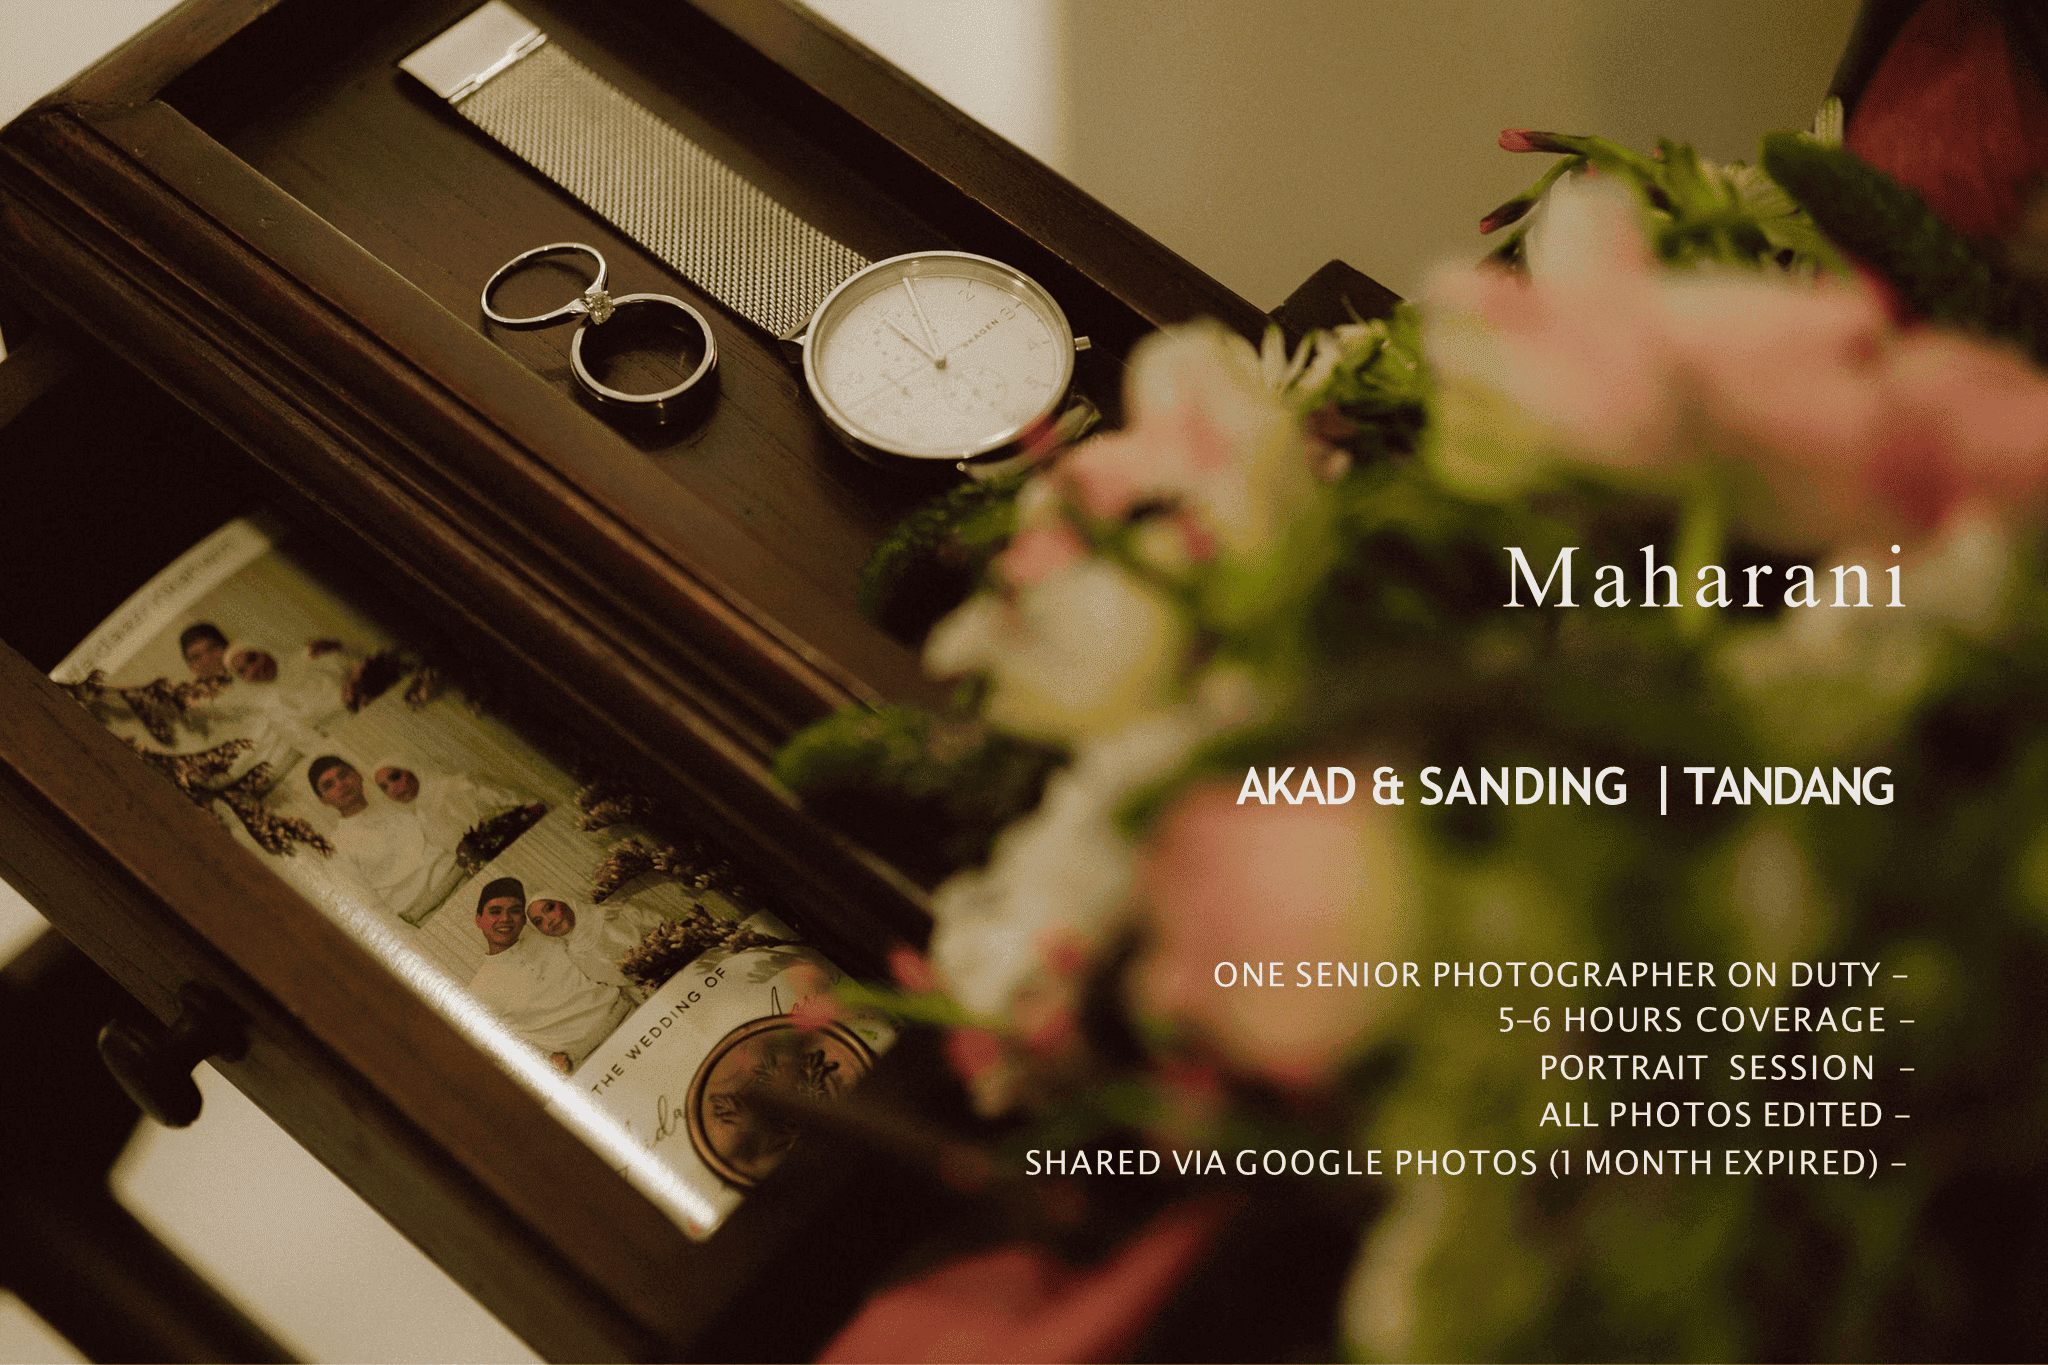 SKAGEN
Maharani
AKAD & SANDING | TANDANG
ONE SENIOR PHOTOGRAPHER ON DUTY –
5–6 HOURS COVERAGE –
PORTRAIT SESSION –
ALL PHOTOS EDITED –
SHARED VIA GOOGLE PHOTOS (1 MONTH EXPIRED) –
THE WEDDING OF